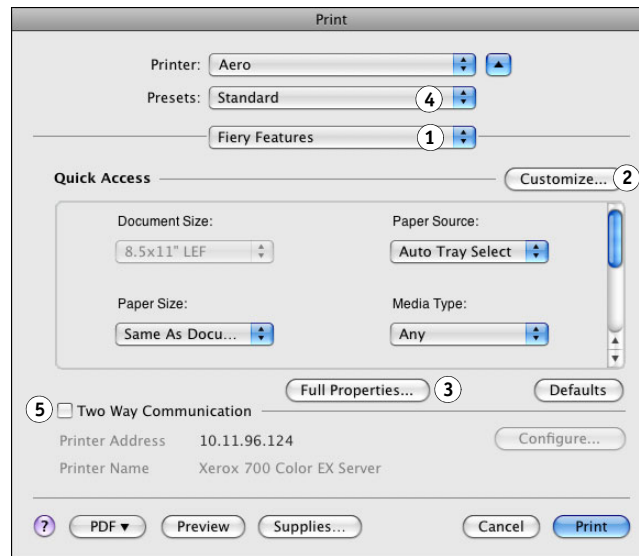 Print
Printer: Aero
Presets: Standard 4
Fiery Features 1
Quick Access Customize... 2
Document Size: Paper Source:
8.5x11" LEF Auto Tray Select
Paper Size: Media Type:
Same As Docu... Any
Full Properties... 3 Defaults
5 Two Way Communication
Printer Address 10.11.96.124 Configure...
Printer Name Xerox 700 Color EX Server
? PDF ▼ Preview Supplies... Cancel Print